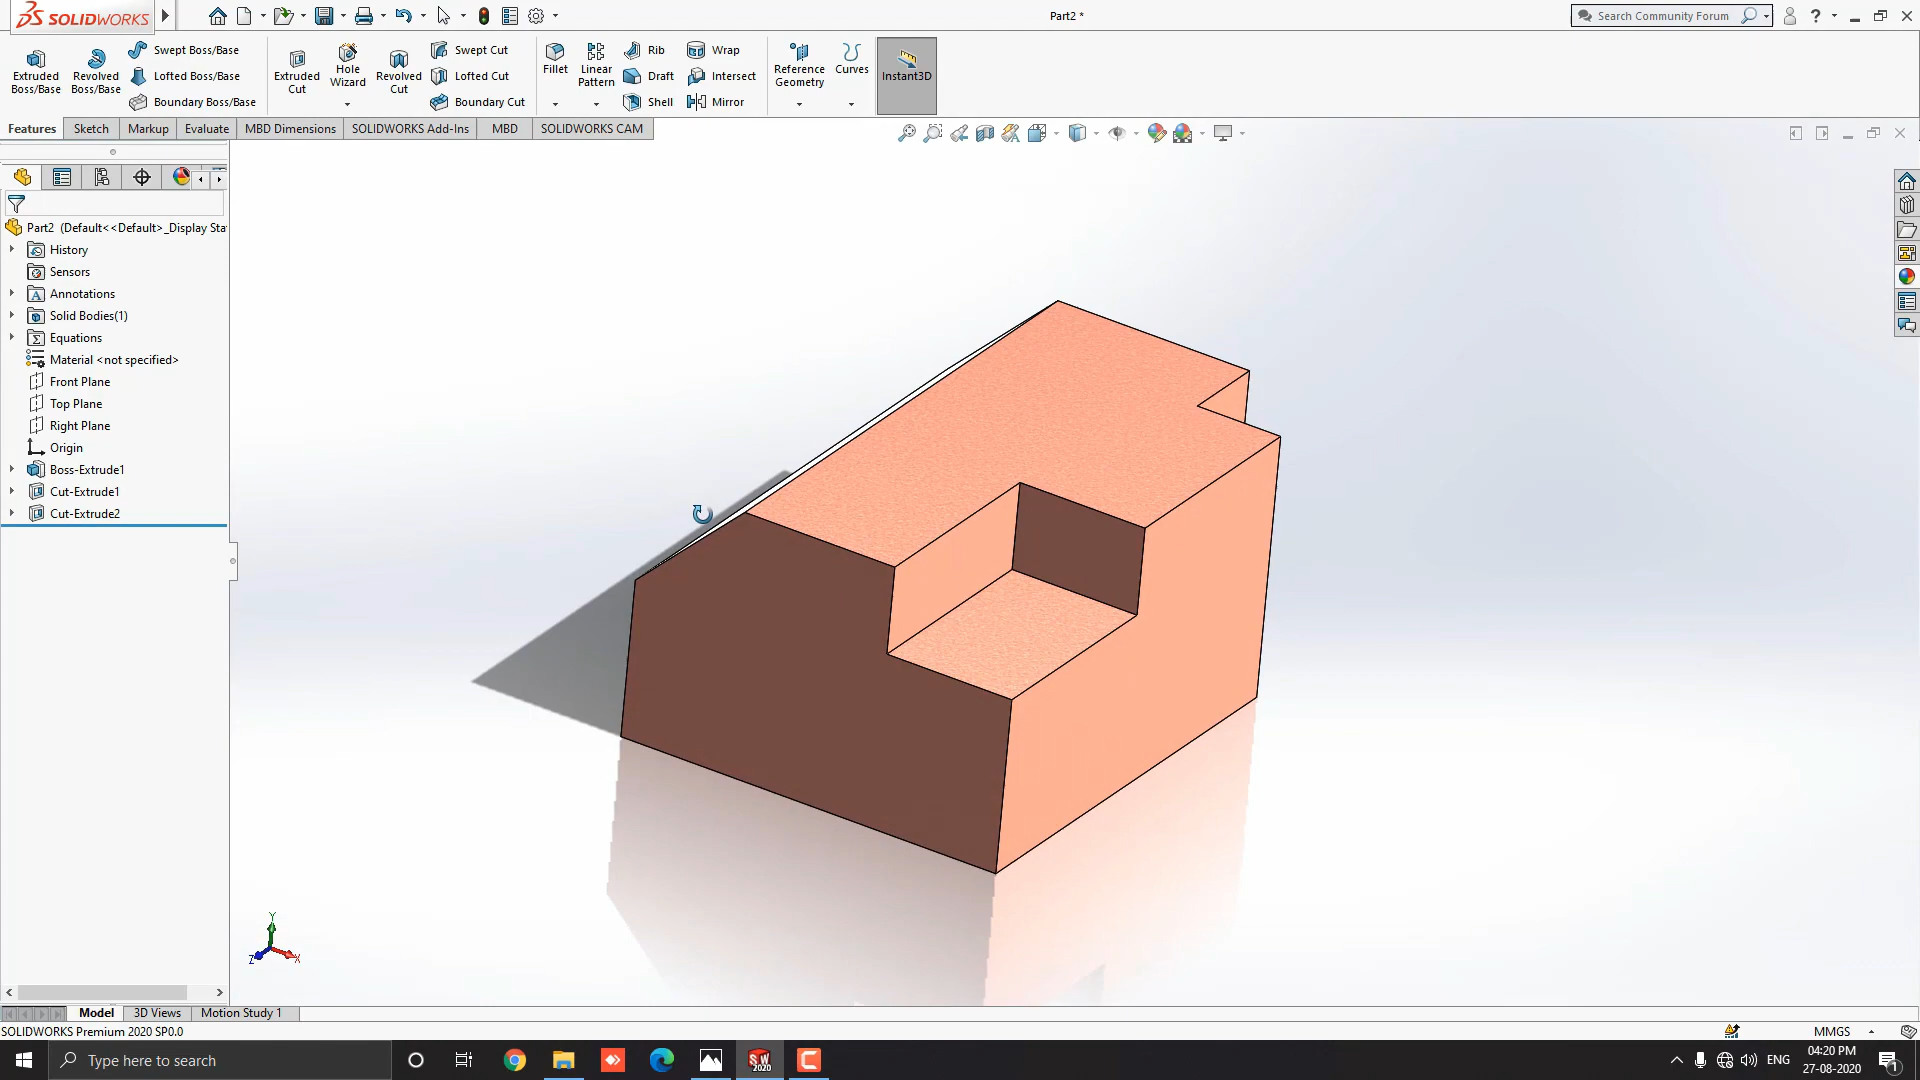 SOLIDWORKS
Part2 *
Search Community Forum
?
Extruded Boss/Base
Revolved Boss/Base
Swept Boss/Base
Lofted Boss/Base
Boundary Boss/Base
Extruded Cut
Hole Wizard
Revolved Cut
Swept Cut
Lofted Cut
Boundary Cut
Fillet
Linear Pattern
Rib
Draft
Shell
Wrap
Intersect
Mirror
Reference Geometry
Curves
Instant3D
Features
Sketch
Markup
Evaluate
MBD Dimensions
SOLIDWORKS Add-Ins
MBD
SOLIDWORKS CAM
Part2 (Default<<Default>_Display Sta
History
Sensors
Annotations
Solid Bodies(1)
Equations
Material <not specified>
Front Plane
Top Plane
Right Plane
Origin
Boss-Extrude1
Cut-Extrude1
Cut-Extrude2
Y
Z
X
Model
3D Views
Motion Study 1
SOLIDWORKS Premium 2020 SP0.0
MMGS
Type here to search
SW 2020
ENG
04:20 PM
27-08-2020
1